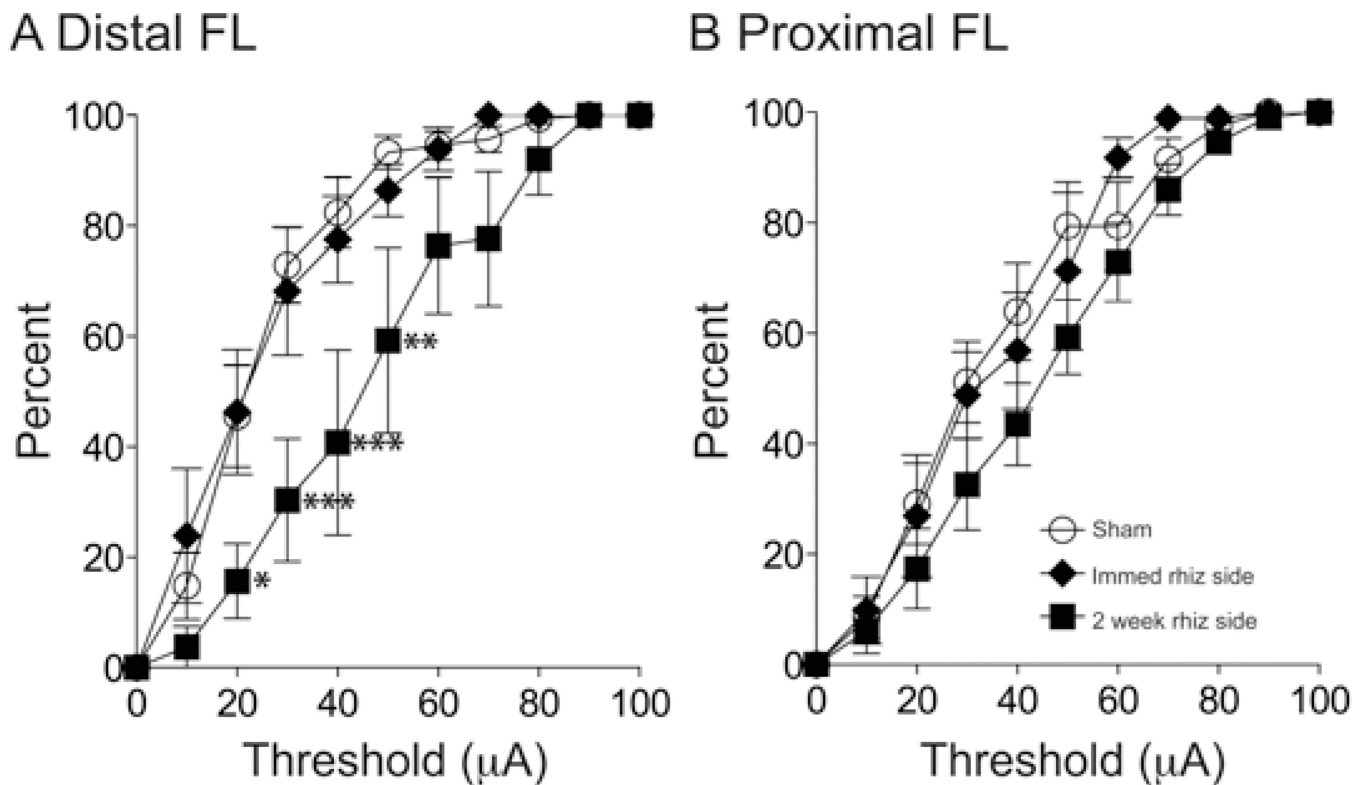 A Distal FL
B Proximal FL
100
80
60
40
20
0
Percent
**
***
***
*
0 20 40 60 80 100
Threshold (μA)
100
80
60
40
20
0
Percent
Sham
Immed rhiz side
2 week rhiz side
0 20 40 60 80 100
Threshold (μA)